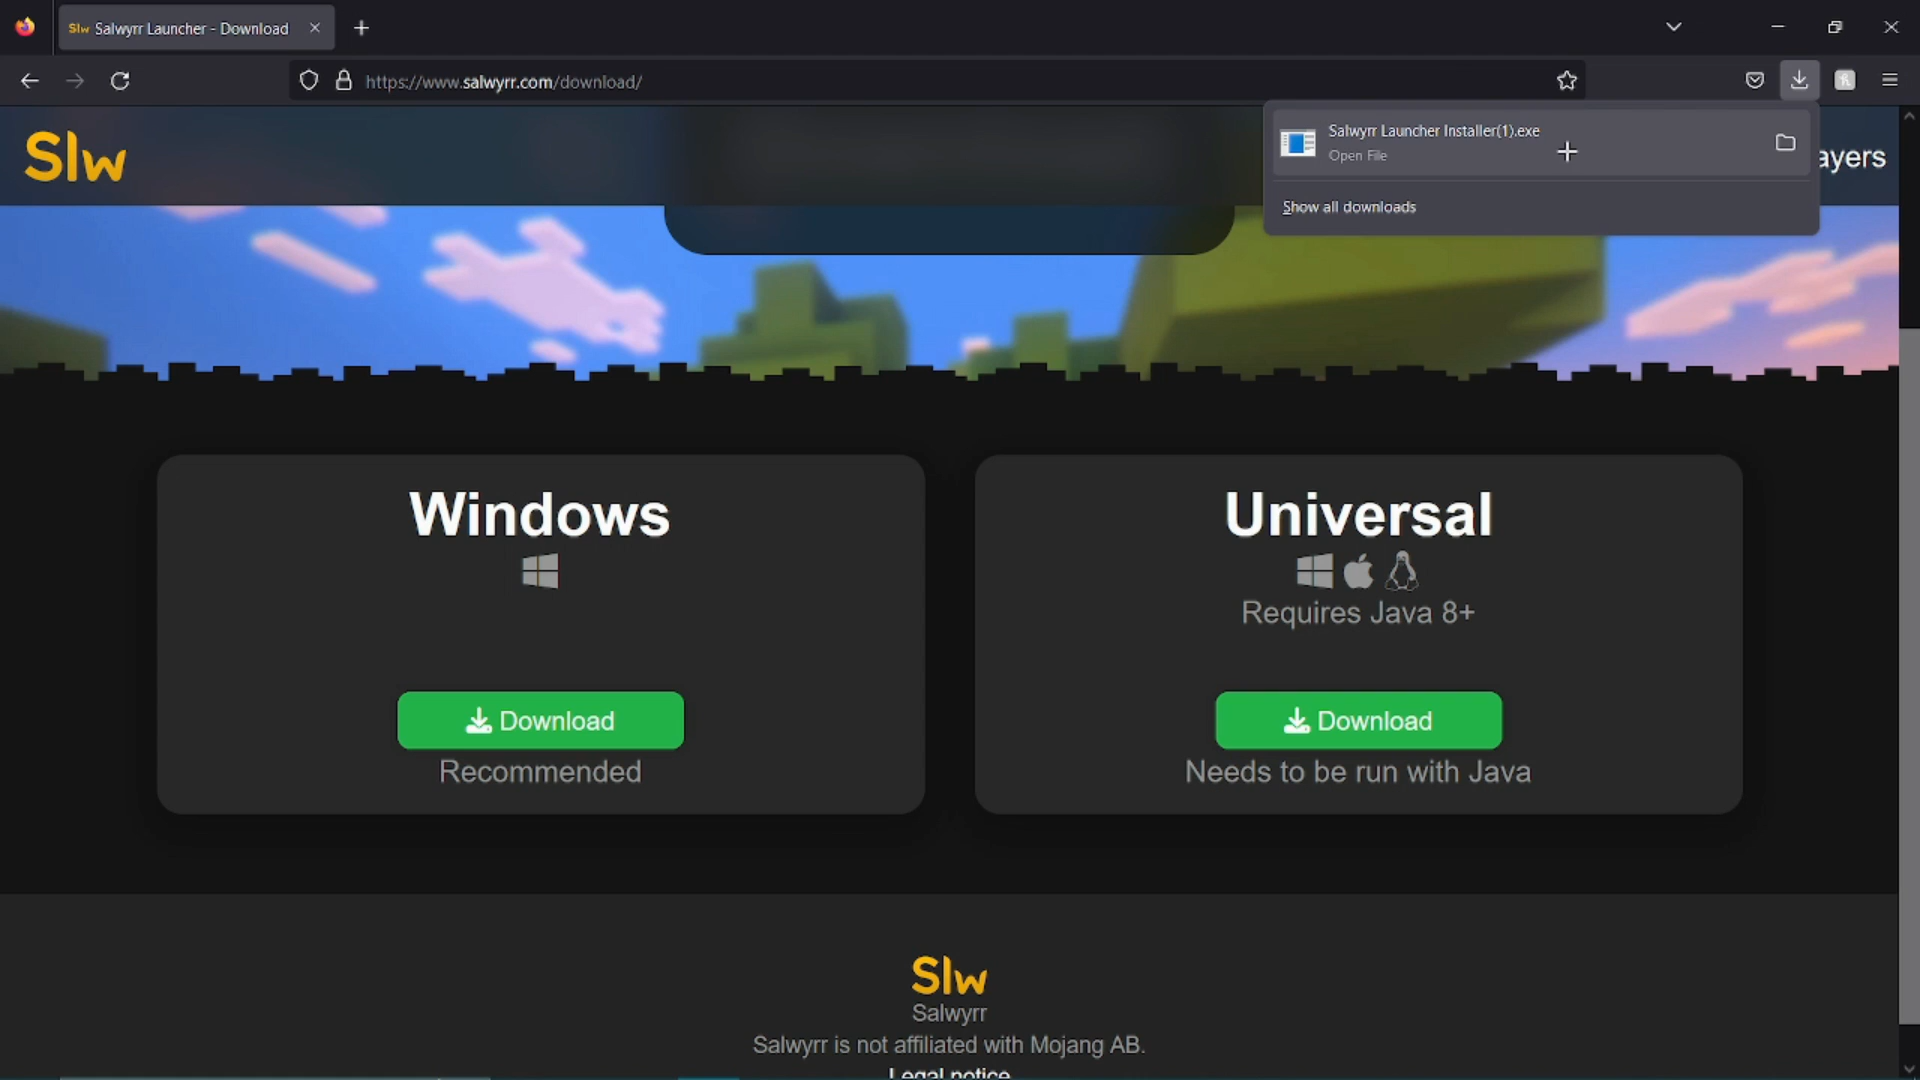 Slw Salwyrr Launcher - Download
https://www.salwyrr.com/download/
Slw
Salwyrr Launcher Installer(1).exe
Open File
ayers
Show all downloads
Windows
Download
Recommended
Universal
Requires Java 8+
Download
Needs to be run with Java
Slw
Salwyrr
Salwyrr is not affiliated with Mojang AB.
Legal notice